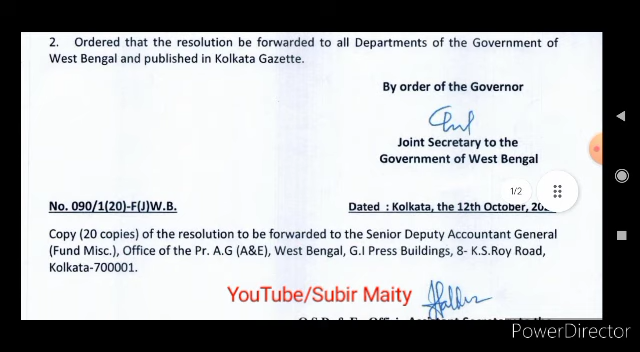 2. Ordered that the resolution be forwarded to all Departments of the Government of
West Bengal and published in Kolkata Gazette.
By order of the Governor
Joint Secretary to the
Government of West Bengal
1/2
No. 090/1(20)-F(J)W.B.
Dated : Kolkata, the 12th October,
Copy (20 copies) of the resolution to be forwarded to the Senior Deputy Accountant General
(Fund Misc.), Office of the Pr. A.G (A&E), West Bengal, G.I Press Buildings, 8- K.S.Roy Road,
Kolkata-700001.
YouTube/Subir Maity
PowerDirector